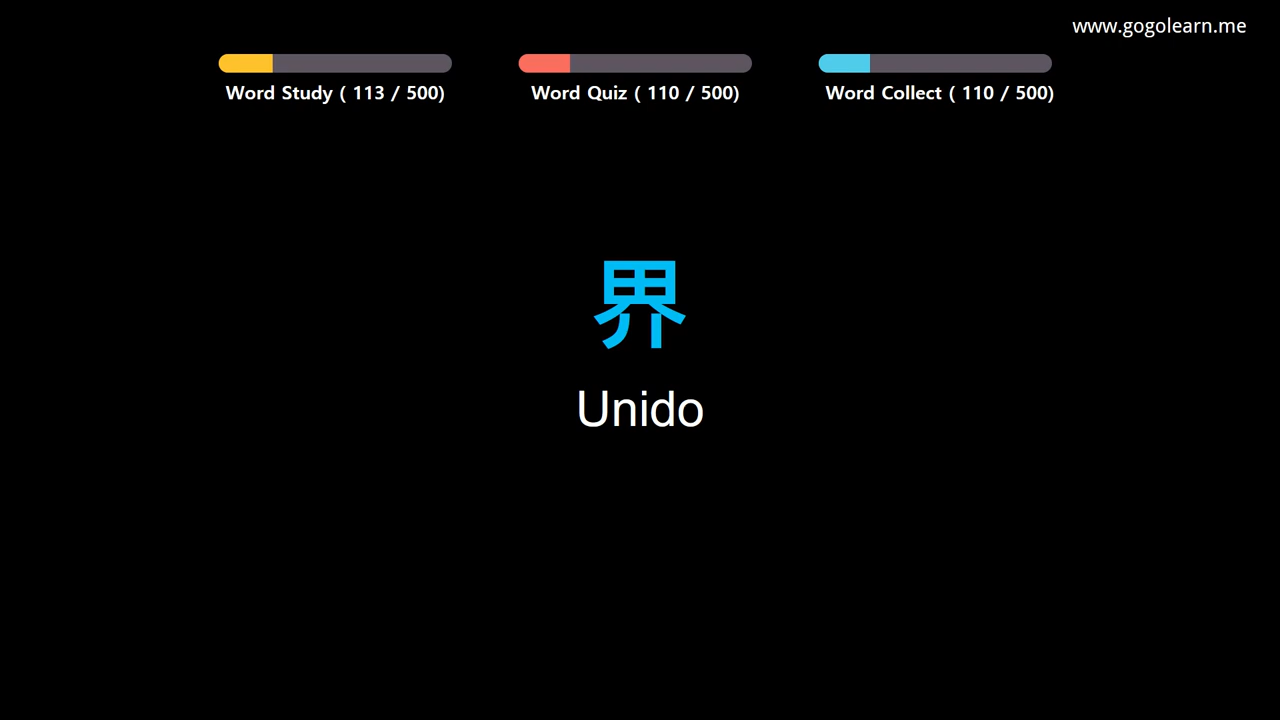 www.gogolearn.me
Word Study ( 113 / 500)
Word Quiz ( 110 / 500)
Word Collect ( 110 / 500)
界
Unido